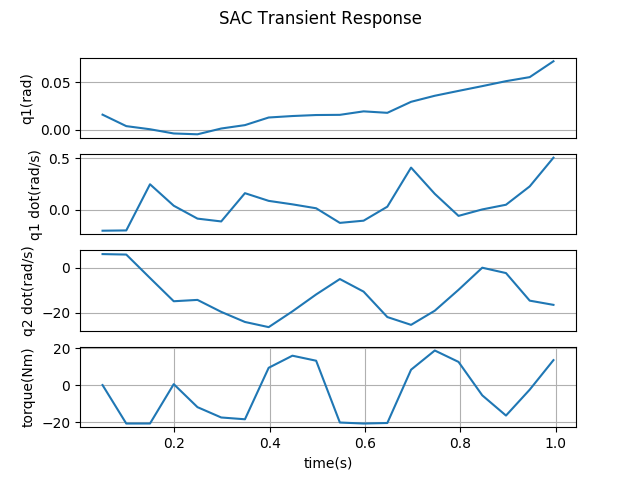 SAC Transient Response
q1(rad)
0.05
0.00
q1 dot(rad/s)
0.5
0.0
q2 dot(rad/s)
0
−20
torque(Nm)
20
0
−20
0.2 0.4 0.6 0.8 1.0
time(s)